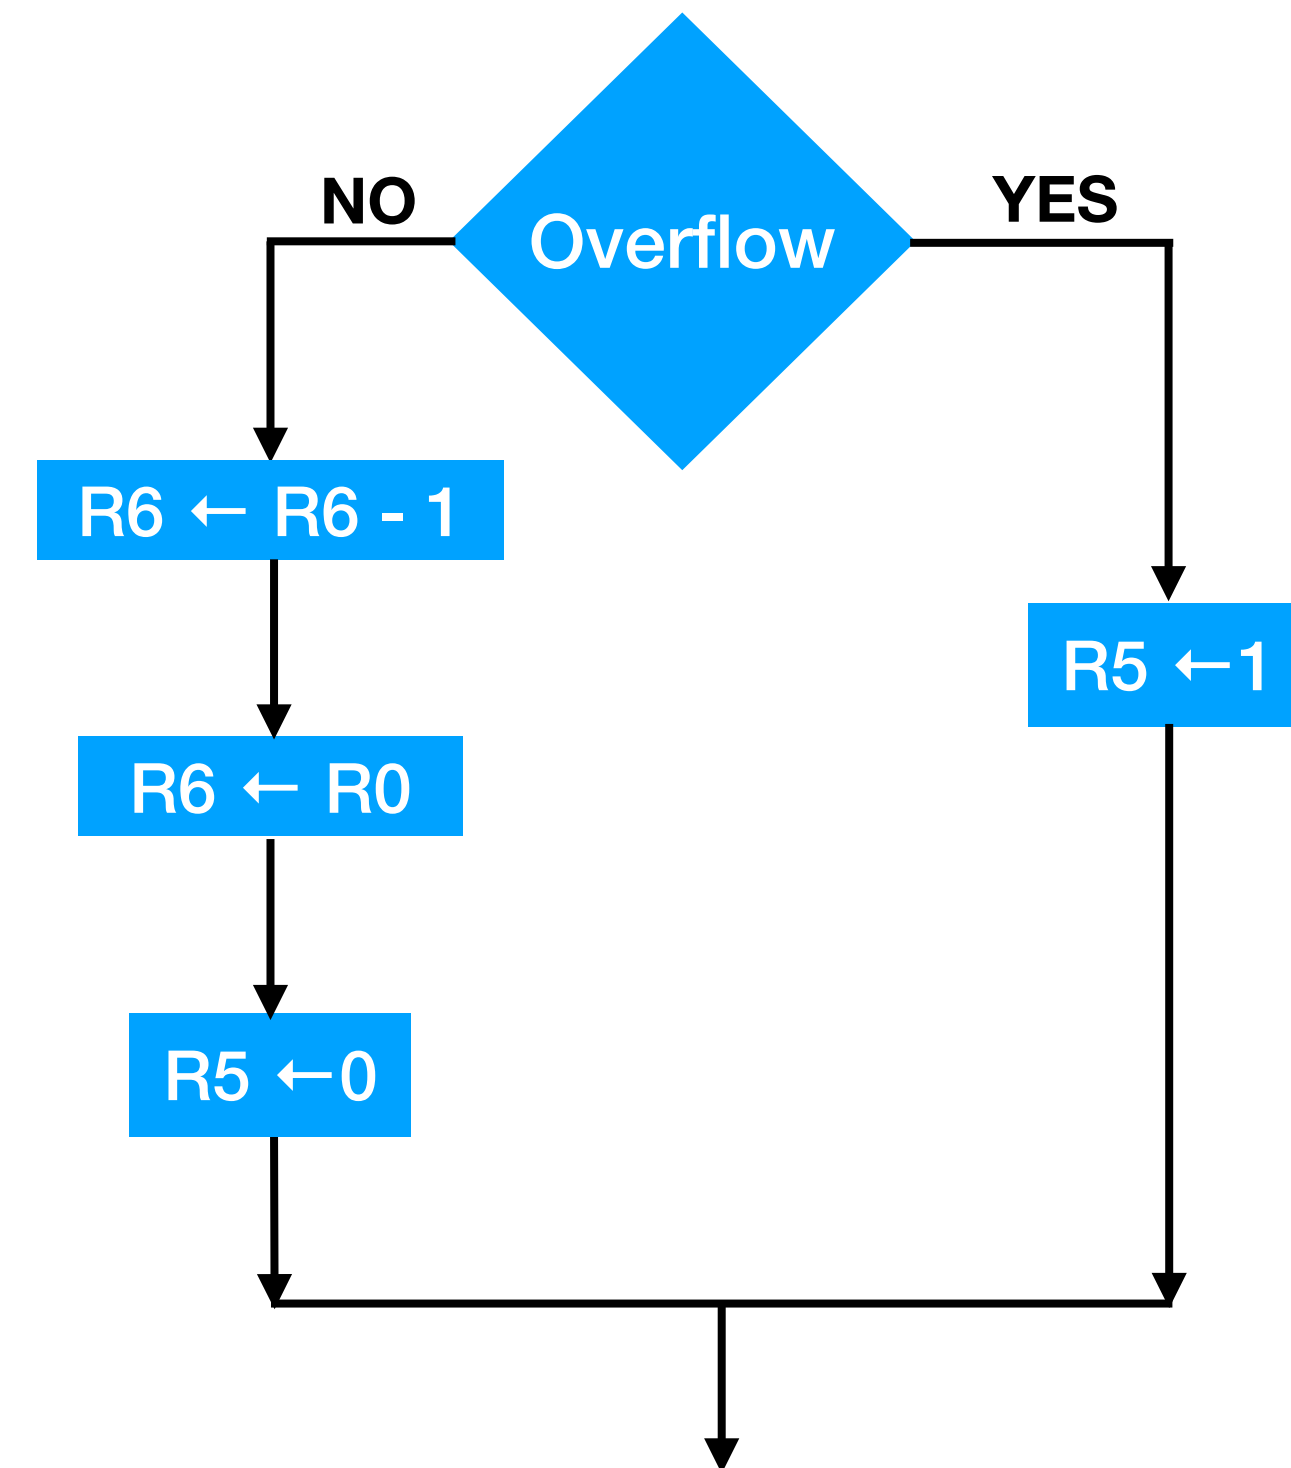 NO
YES
Overflow
R6 ← R6 - 1
R5 ←1
R6 ← R0
R5 ←0